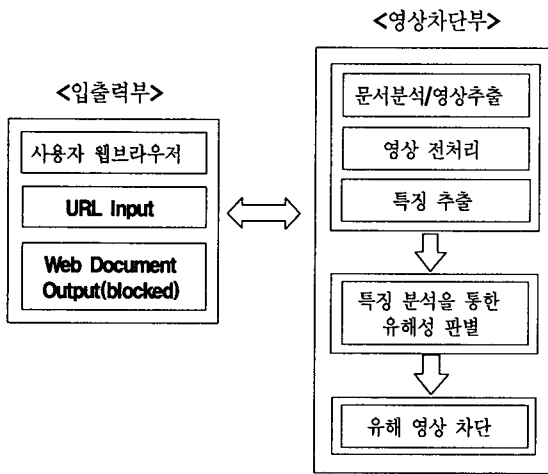 <영상차단부>
<입출력부>
문서분석/영상추출
사용자 웹브라우저
영상 전처리
URL Input
특징 추출
Web Document
Output(blocked)
특징 분석을 통한
유해성 판별
유해 영상 차단